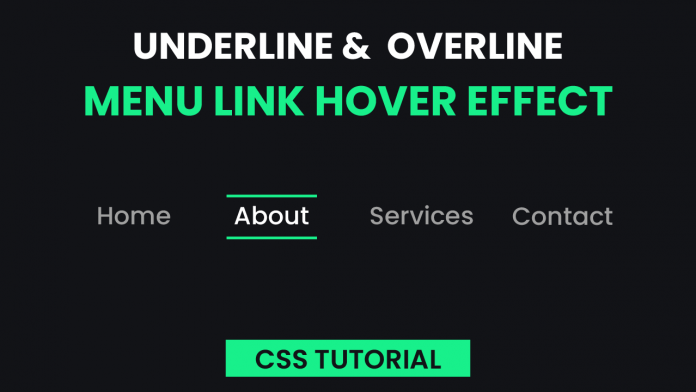 UNDERLINE & OVERLINE
MENU LINK HOVER EFFECT
Home About Services Contact
CSS TUTORIAL